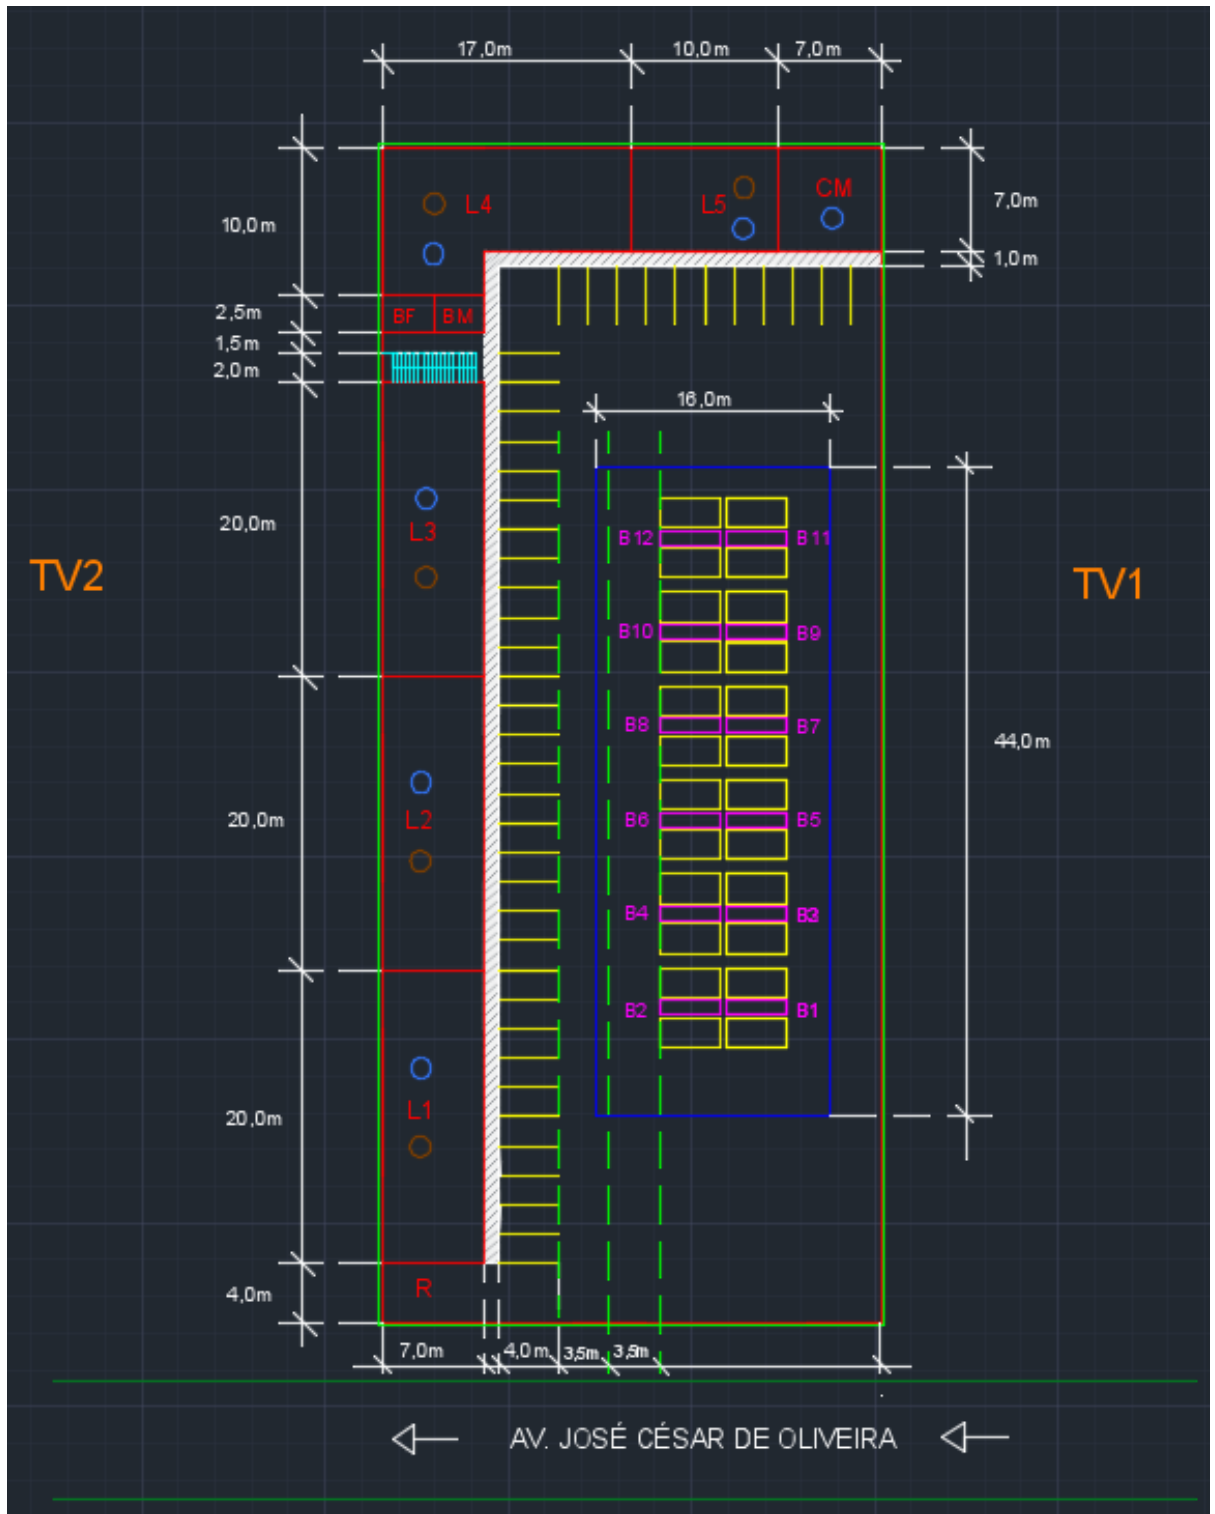 17,0m 10,0m 7,0m
7,0m
L4 L5 CM
10,0m
1,0m
2,5m BF BM
1,5m
2,0m
16,0m
20,0m L3 B12 B11
TV2 TV1
B10 B9
B8 B7
44,0m
20,0m L2 B6 B5
B4 B3
B2 B1
20,0m L1
R
4,0m
7,0m 4,0m 3,5m 3,5m
AV. JOSÉ CÉSAR DE OLIVEIRA